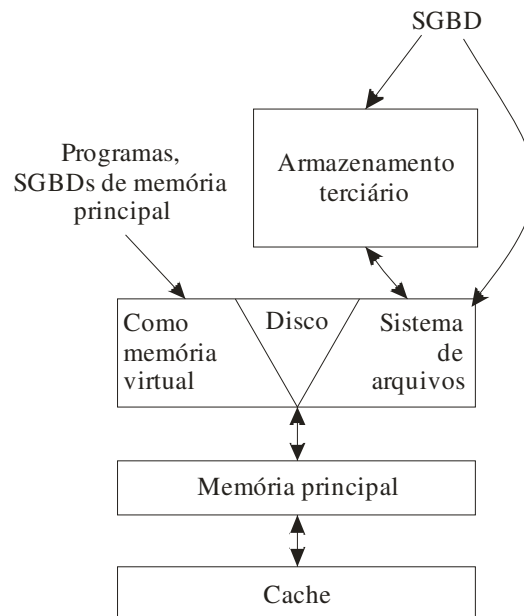 SGBD
Armazenamento
terciário
Programas,
SGBDs de memória
principal
Como
memória
virtual
Disco
Sistema
de
arquivos
Memória principal
Cache